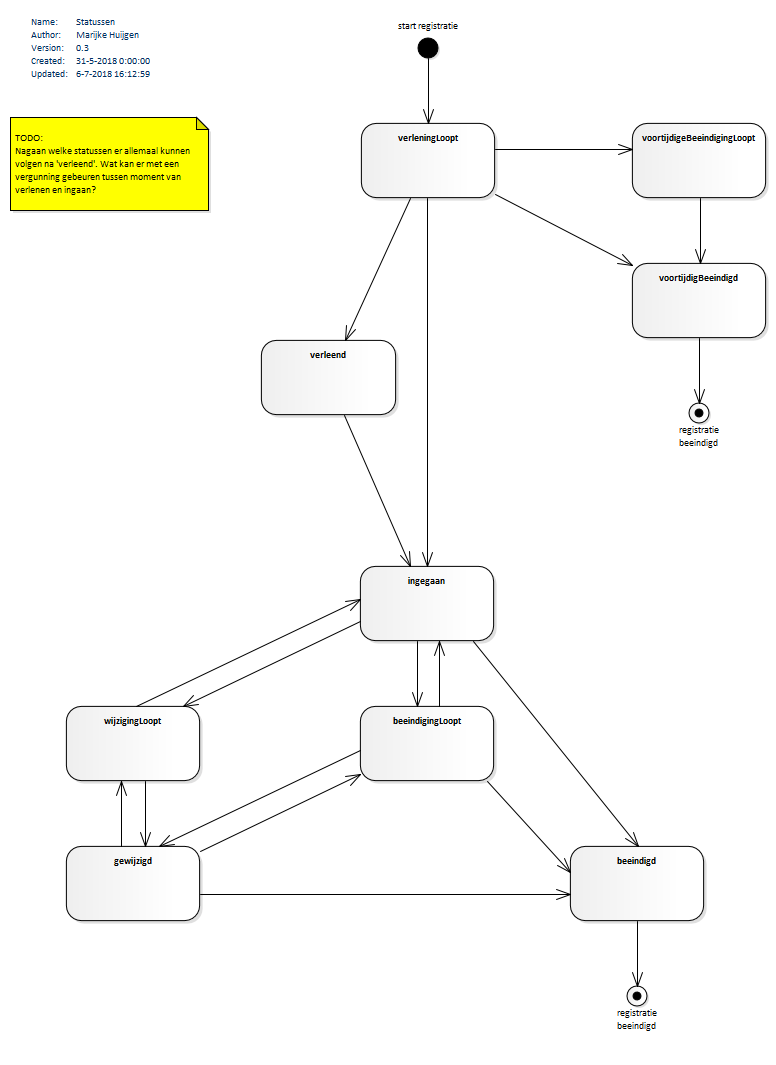 Name: Statussen
Author: Marijke Huijgen
Version: 0.3
Created: 31-5-2018 0:00:00
Updated: 6-7-2018 16:12:59
start registratie
TODO:
Nagaan welke statussen er allemaal kunnen
volgen na 'verleend'. Wat kan er met een
vergunning gebeuren tussen moment van
verlenen en ingaan?
verleningLoopt
voortijdigeBeeindigingLoopt
voortijdigBeeindigd
verleend
registratie
beeindigd
ingegaan
wijzigingLoopt
beeindigingLoopt
gewijzigd
beeindigd
registratie
beeindigd